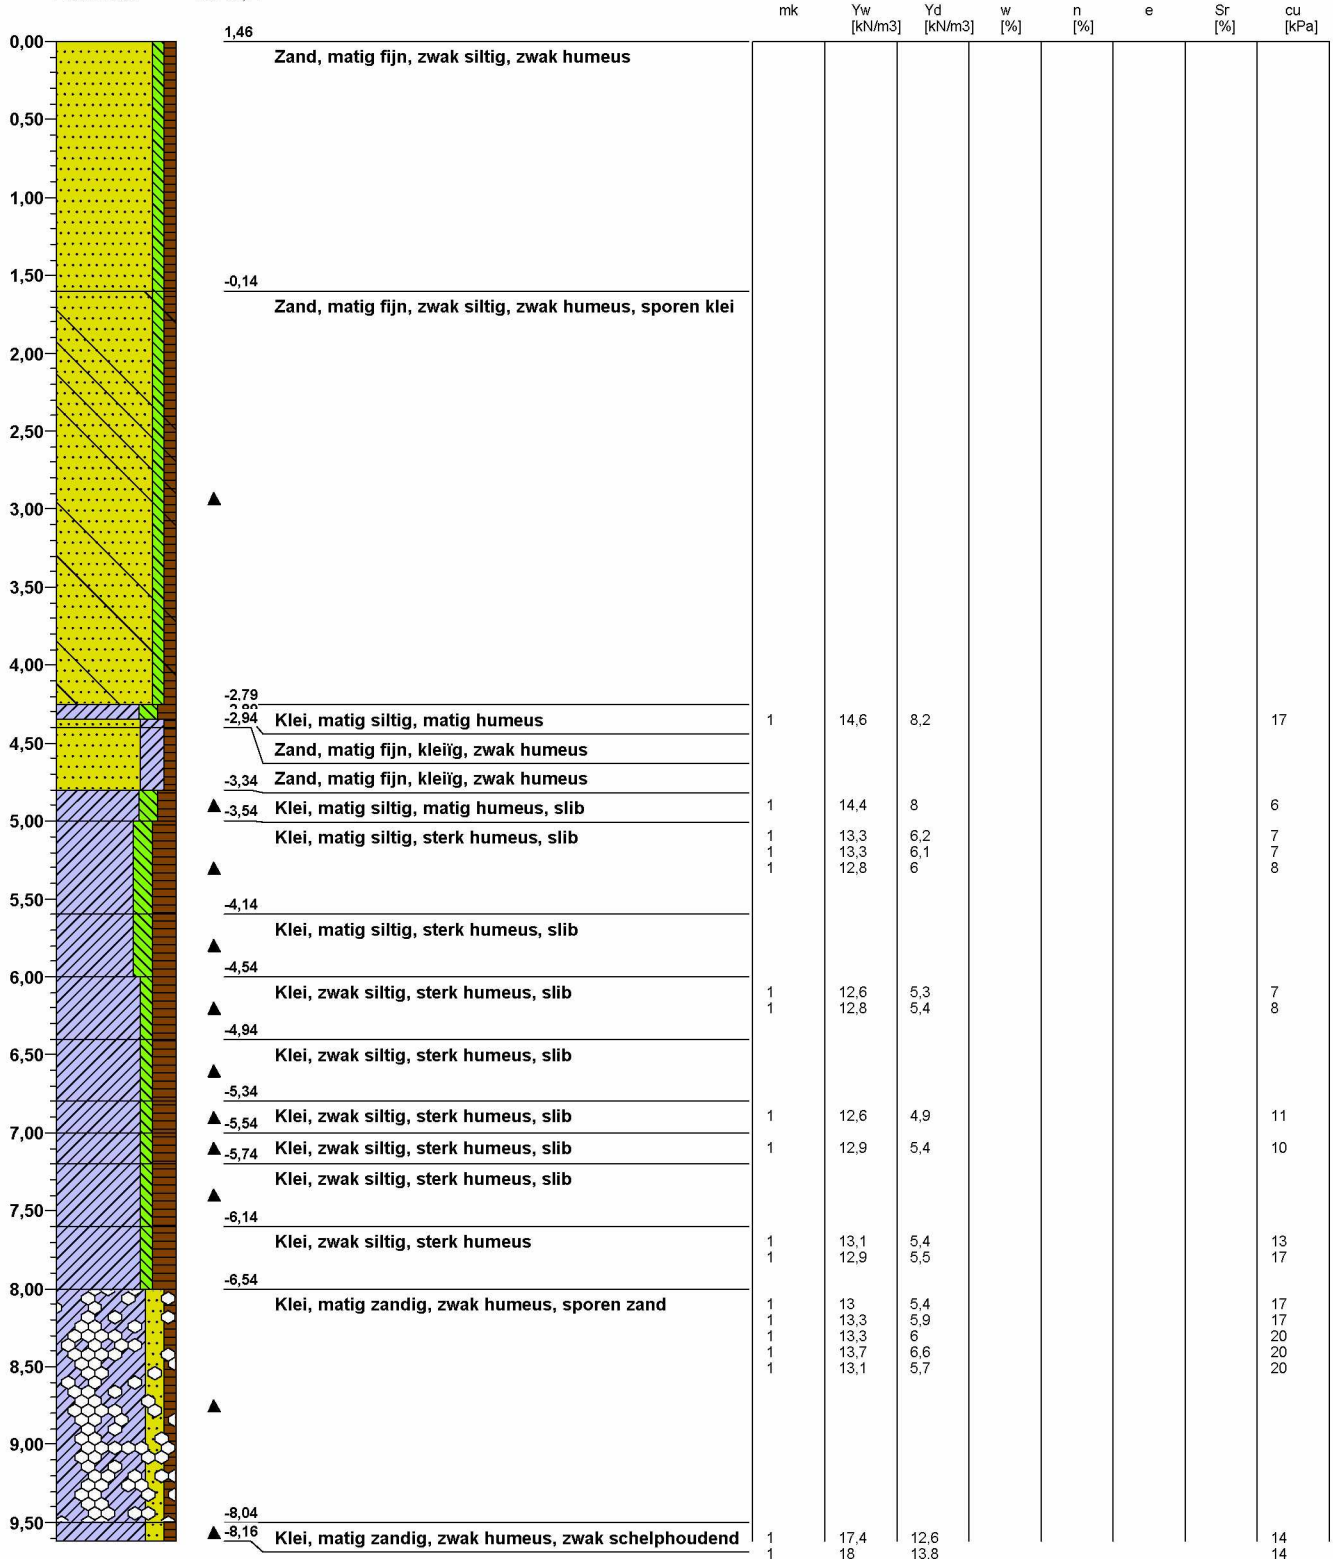 mk Yw Yd w n e Sr cu
[kN/m3] [kN/m3] [%] [%] [%] [kPa]
1,46
0,00
Zand, matig fijn, zwak siltig, zwak humeus
0,50
1,00
1,50
-0,14
Zand, matig fijn, zwak siltig, zwak humeus, sporen klei
2,00
2,50
3,00
3,50
4,00
-2,79
-2,94 Klei, matig siltig, matig humeus 1 14,6 8,2 17
4,50
Zand, matig fijn, kleiïg, zwak humeus
-3,34 Zand, matig fijn, kleiïg, zwak humeus
-3,54 Klei, matig siltig, matig humeus, slib 1 14,4 8 6
5,00
Klei, matig siltig, sterk humeus, slib 1 13,3 6,2 7
1 13,3 6,1 7
1 12,8 6 8
5,50
-4,14
Klei, matig siltig, sterk humeus, slib
-4,54
6,00
Klei, zwak siltig, sterk humeus, slib 1 12,6 5,3 7
1 12,8 5,4 8
-4,94
6,50
Klei, zwak siltig, sterk humeus, slib
-5,34
-5,54 Klei, zwak siltig, sterk humeus, slib 1 12,6 4,9 11
7,00
-5,74 Klei, zwak siltig, sterk humeus, slib 1 12,9 5,4 10
Klei, zwak siltig, sterk humeus, slib
7,50
-6,14
Klei, zwak siltig, sterk humeus 1 13,1 5,4 13
1 12,9 5,5 17
-6,54
8,00
Klei, matig zandig, zwak humeus, sporen zand 1 13 5,4 17
1 13,3 5,9 17
1 13,3 6 20
1 13,7 6,6 20
8,50 1 13,1 5,7 20
9,00
-8,04
9,50
-8,16 Klei, matig zandig, zwak humeus, zwak schelphoudend 1 17,4 12,6 14
1 18 13,8 14